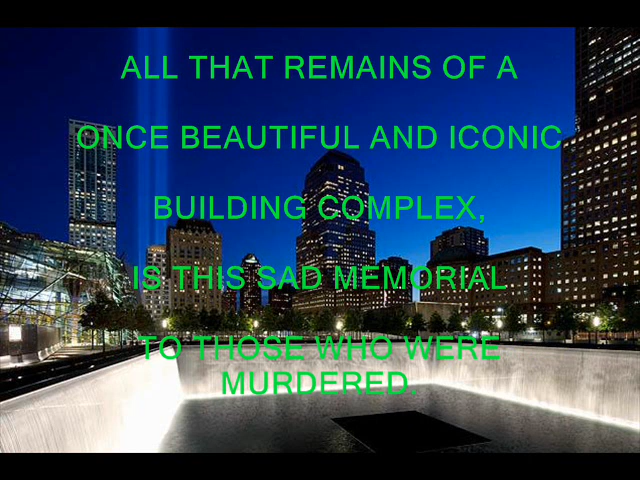 ALL THAT REMAINS OF A
ONCE BEAUTIFUL AND ICONIC
BUILDING COMPLEX,
IS THIS SAD MEMORIAL
TO THOSE WHO WERE
MURDERED.